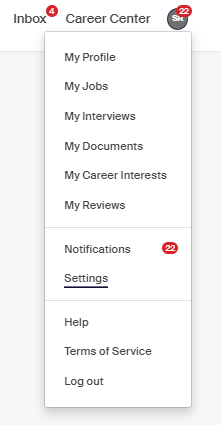 Inbox 4 Career Center SR 22
My Profile
My Jobs
My Interviews
My Documents
My Career Interests
My Reviews
Notifications 22
Settings
Help
Terms of Service
Log out